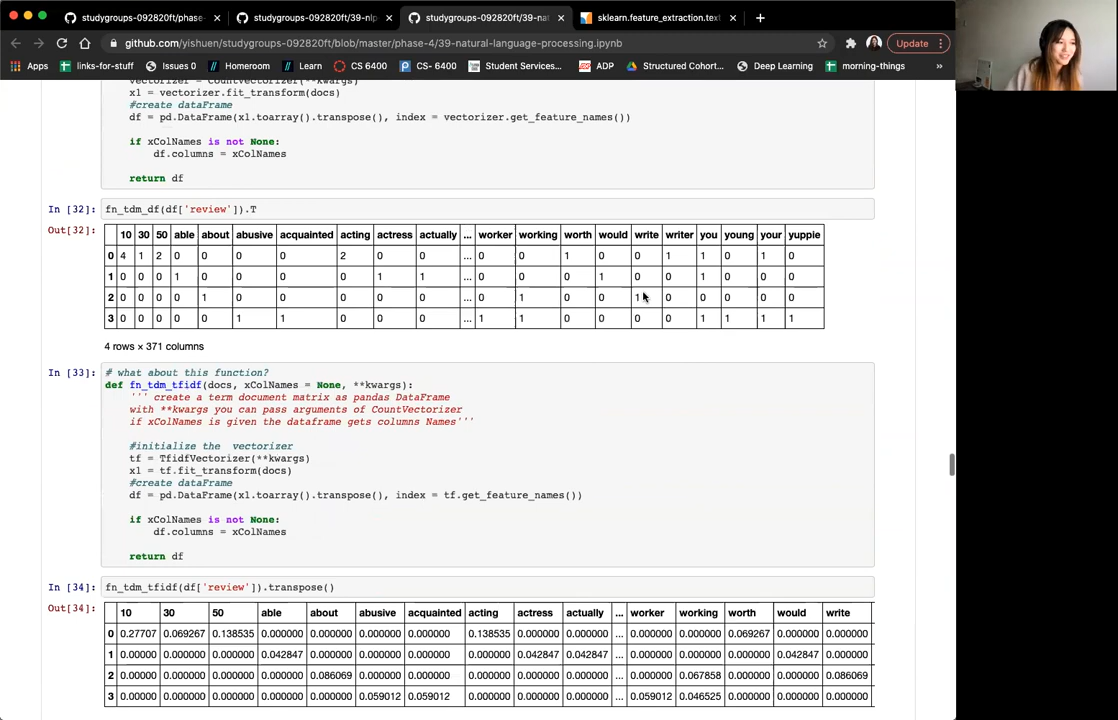 studygroups-092820ft/phase-
studygroups-092820ft/39-nlp
studygroups-092820ft/39-nat
sklearn.feature_extraction.text
github.com/yishuen/studygroups-092820ft/blob/master/phase-4/39-natural-language-processing.ipynb
Update
Apps
links-for-stuff
Issues 0
Homeroom
Learn
CS 6400
CS- 6400
Student Services...
ADP
Structured Cohort...
Deep Learning
morning-things
»
vectorizer = CountVectorizer(**kwargs)
x1 = vectorizer.fit_transform(docs)
#create dataFrame
df = pd.DataFrame(x1.toarray().transpose(), index = vectorizer.get_feature_names())
if xColNames is not None:
df.columns = xColNames
return df
In [32]: fn_tdm_df(df['review']).T
Out[32]: 10 30 50 able about abusive acquainted acting actress actually ... worker working worth would write writer you young your yuppie
0 4 1 2 0 0 0 0 2 0 0 ... 0 0 1 0 0 1 1 0 1 0
1 0 0 0 1 0 0 0 0 1 1 ... 0 0 0 1 0 0 1 0 0 0
2 0 0 0 0 1 0 0 0 0 0 ... 0 1 0 0 1 0 0 0 0 0
3 0 0 0 0 0 1 1 0 0 0 ... 1 1 0 0 0 0 1 1 1 1
4 rows × 371 columns
In [33]: # what about this function?
def fn_tdm_tfidf(docs, xColNames = None, **kwargs):
''' create a term document matrix as pandas DataFrame
with **kwargs you can pass arguments of CountVectorizer
if xColNames is given the dataframe gets columns Names'''
#initialize the vectorizer
tf = TfidfVectorizer(**kwargs)
x1 = tf.fit_transform(docs)
#create dataFrame
df = pd.DataFrame(x1.toarray().transpose(), index = tf.get_feature_names())
if xColNames is not None:
df.columns = xColNames
return df
In [34]: fn_tdm_tfidf(df['review']).transpose()
Out[34]: 10 30 50 able about abusive acquainted acting actress actually ... worker working worth would write
0 0.27707 0.069267 0.138535 0.000000 0.000000 0.000000 0.000000 0.138535 0.000000 0.000000 ... 0.000000 0.000000 0.069267 0.000000 0.000000
1 0.00000 0.000000 0.000000 0.042847 0.000000 0.000000 0.000000 0.000000 0.042847 0.042847 ... 0.000000 0.000000 0.000000 0.042847 0.000000
2 0.00000 0.000000 0.000000 0.000000 0.086069 0.000000 0.000000 0.000000 0.000000 0.000000 ... 0.000000 0.067858 0.000000 0.000000 0.086069
3 0.00000 0.000000 0.000000 0.000000 0.000000 0.059012 0.059012 0.000000 0.000000 0.000000 ... 0.059012 0.046525 0.000000 0.000000 0.000000